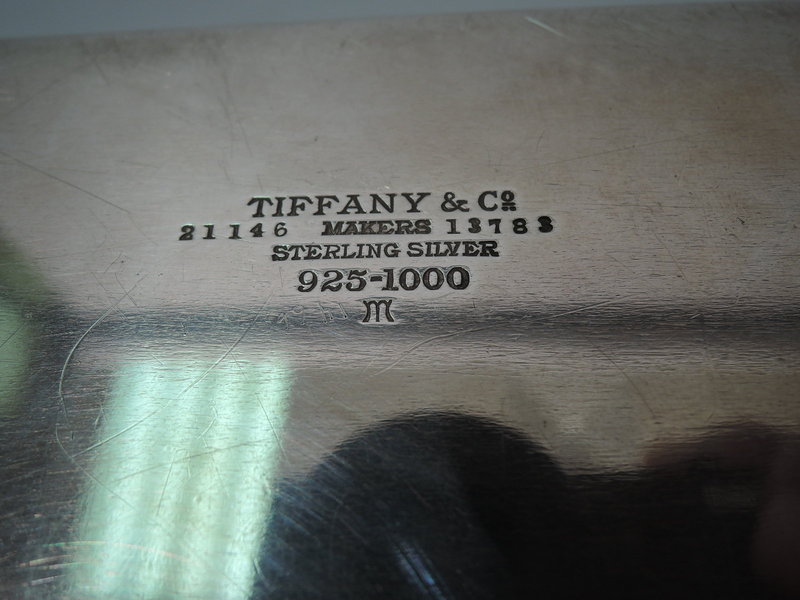 TIFFANY & Co
21146 MAKERS 13783
STERLING SILVER
925-1000
m